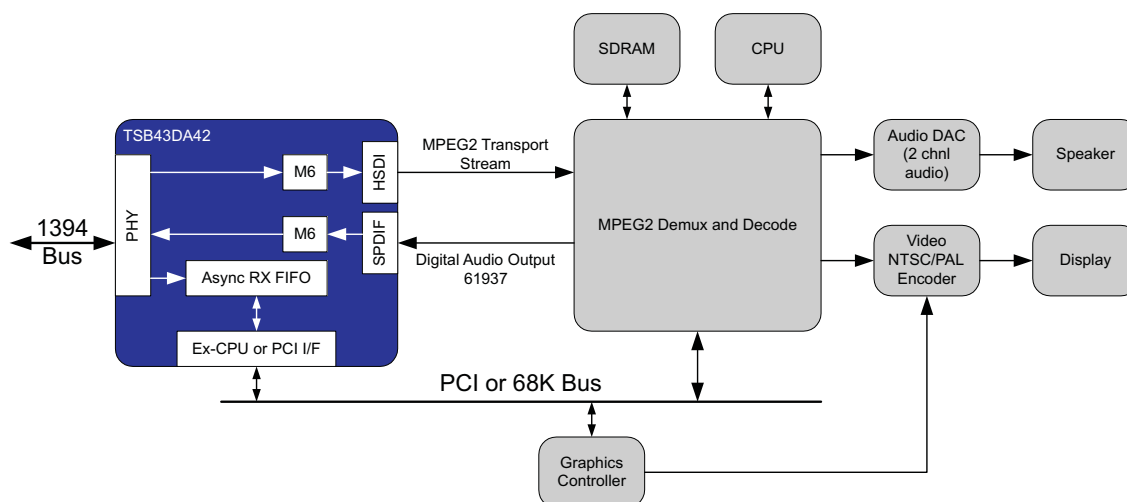 SDRAM
CPU
TSB43DA42
MPEG2 Transport
Stream
Audio DAC
(2 chnl
audio)
Speaker
M6
HSDI
PHY
1394
Bus
MPEG2 Demux and Decode
M6
SPDIF
Digital Audio Output
61937
Video
NTSC/PAL
Encoder
Display
Async RX FIFO
Ex-CPU or PCI I/F
PCI or 68K Bus
Graphics
Controller